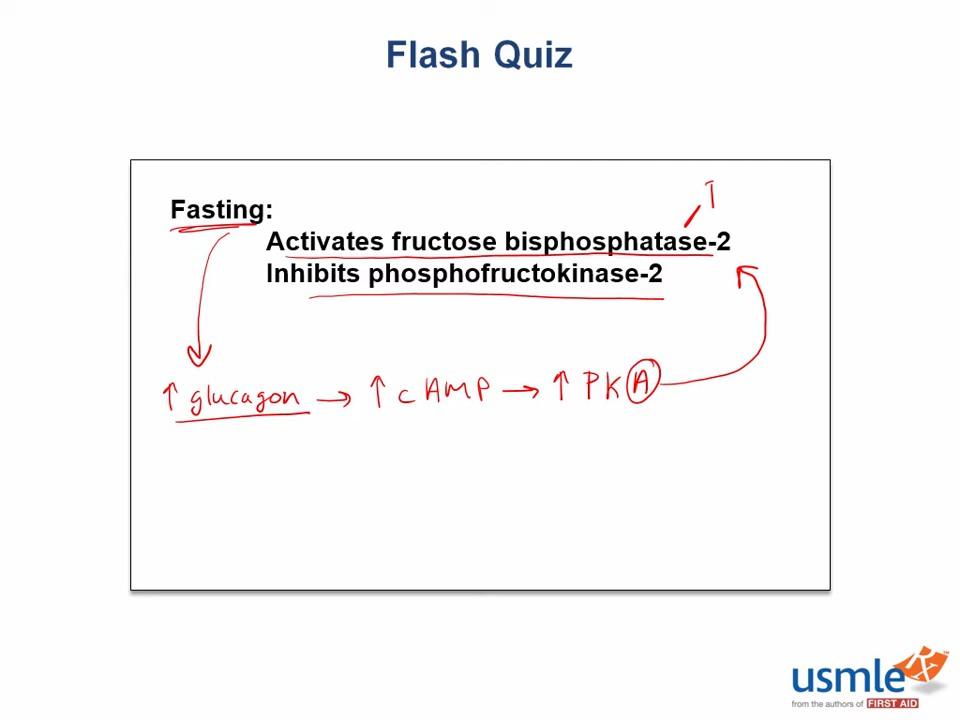 Flash Quiz
Fasting:
Activates fructose bisphosphatase-2
Inhibits phosphofructokinase-2
↑ glucagon → ↑ cAMP → ↑ PKA
usmle Rx™
from the authors of FIRST AID